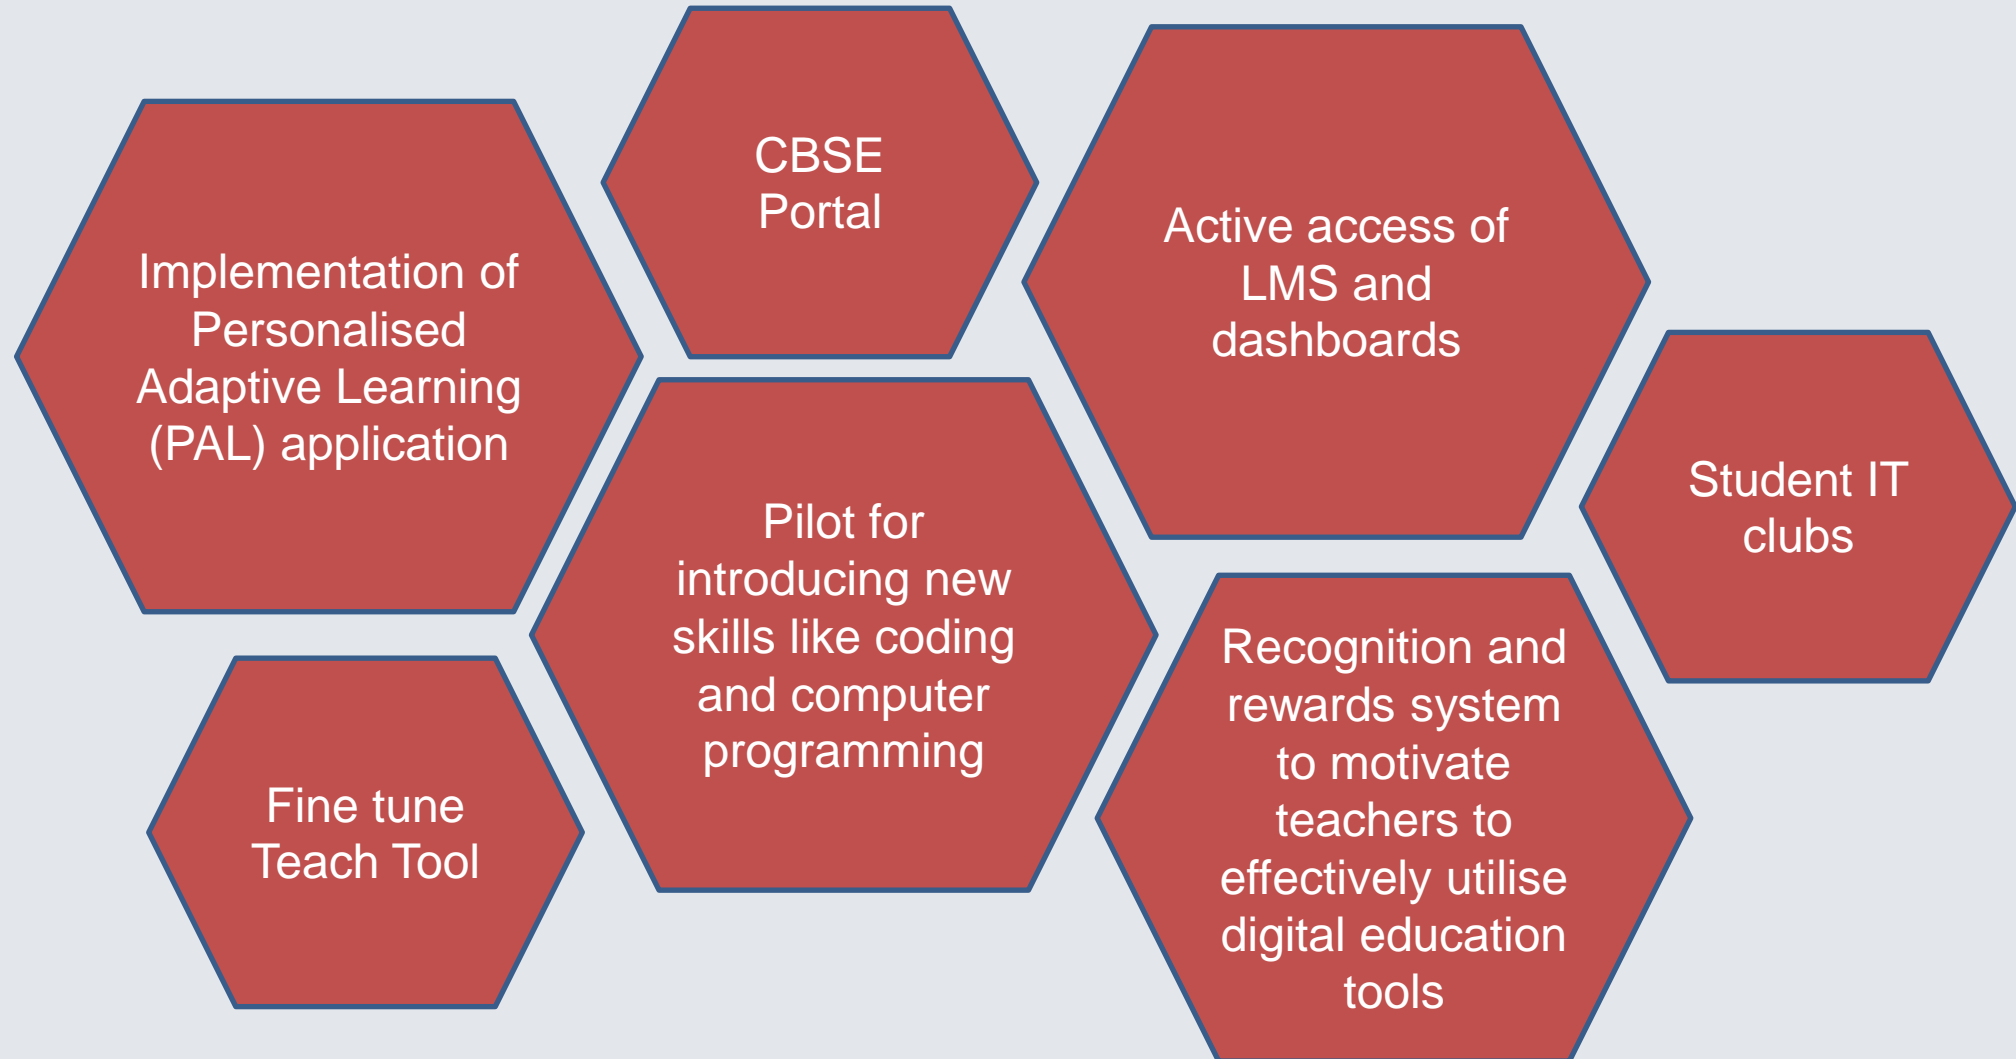 Implementation of
Personalised
Adaptive Learning
(PAL) application
CBSE
Portal
Active access of
LMS and
dashboards
Student IT
clubs
Pilot for
introducing new
skills like coding
and computer
programming
Fine tune
Teach Tool
Recognition and
rewards system
to motivate
teachers to
effectively utilise
digital education
tools